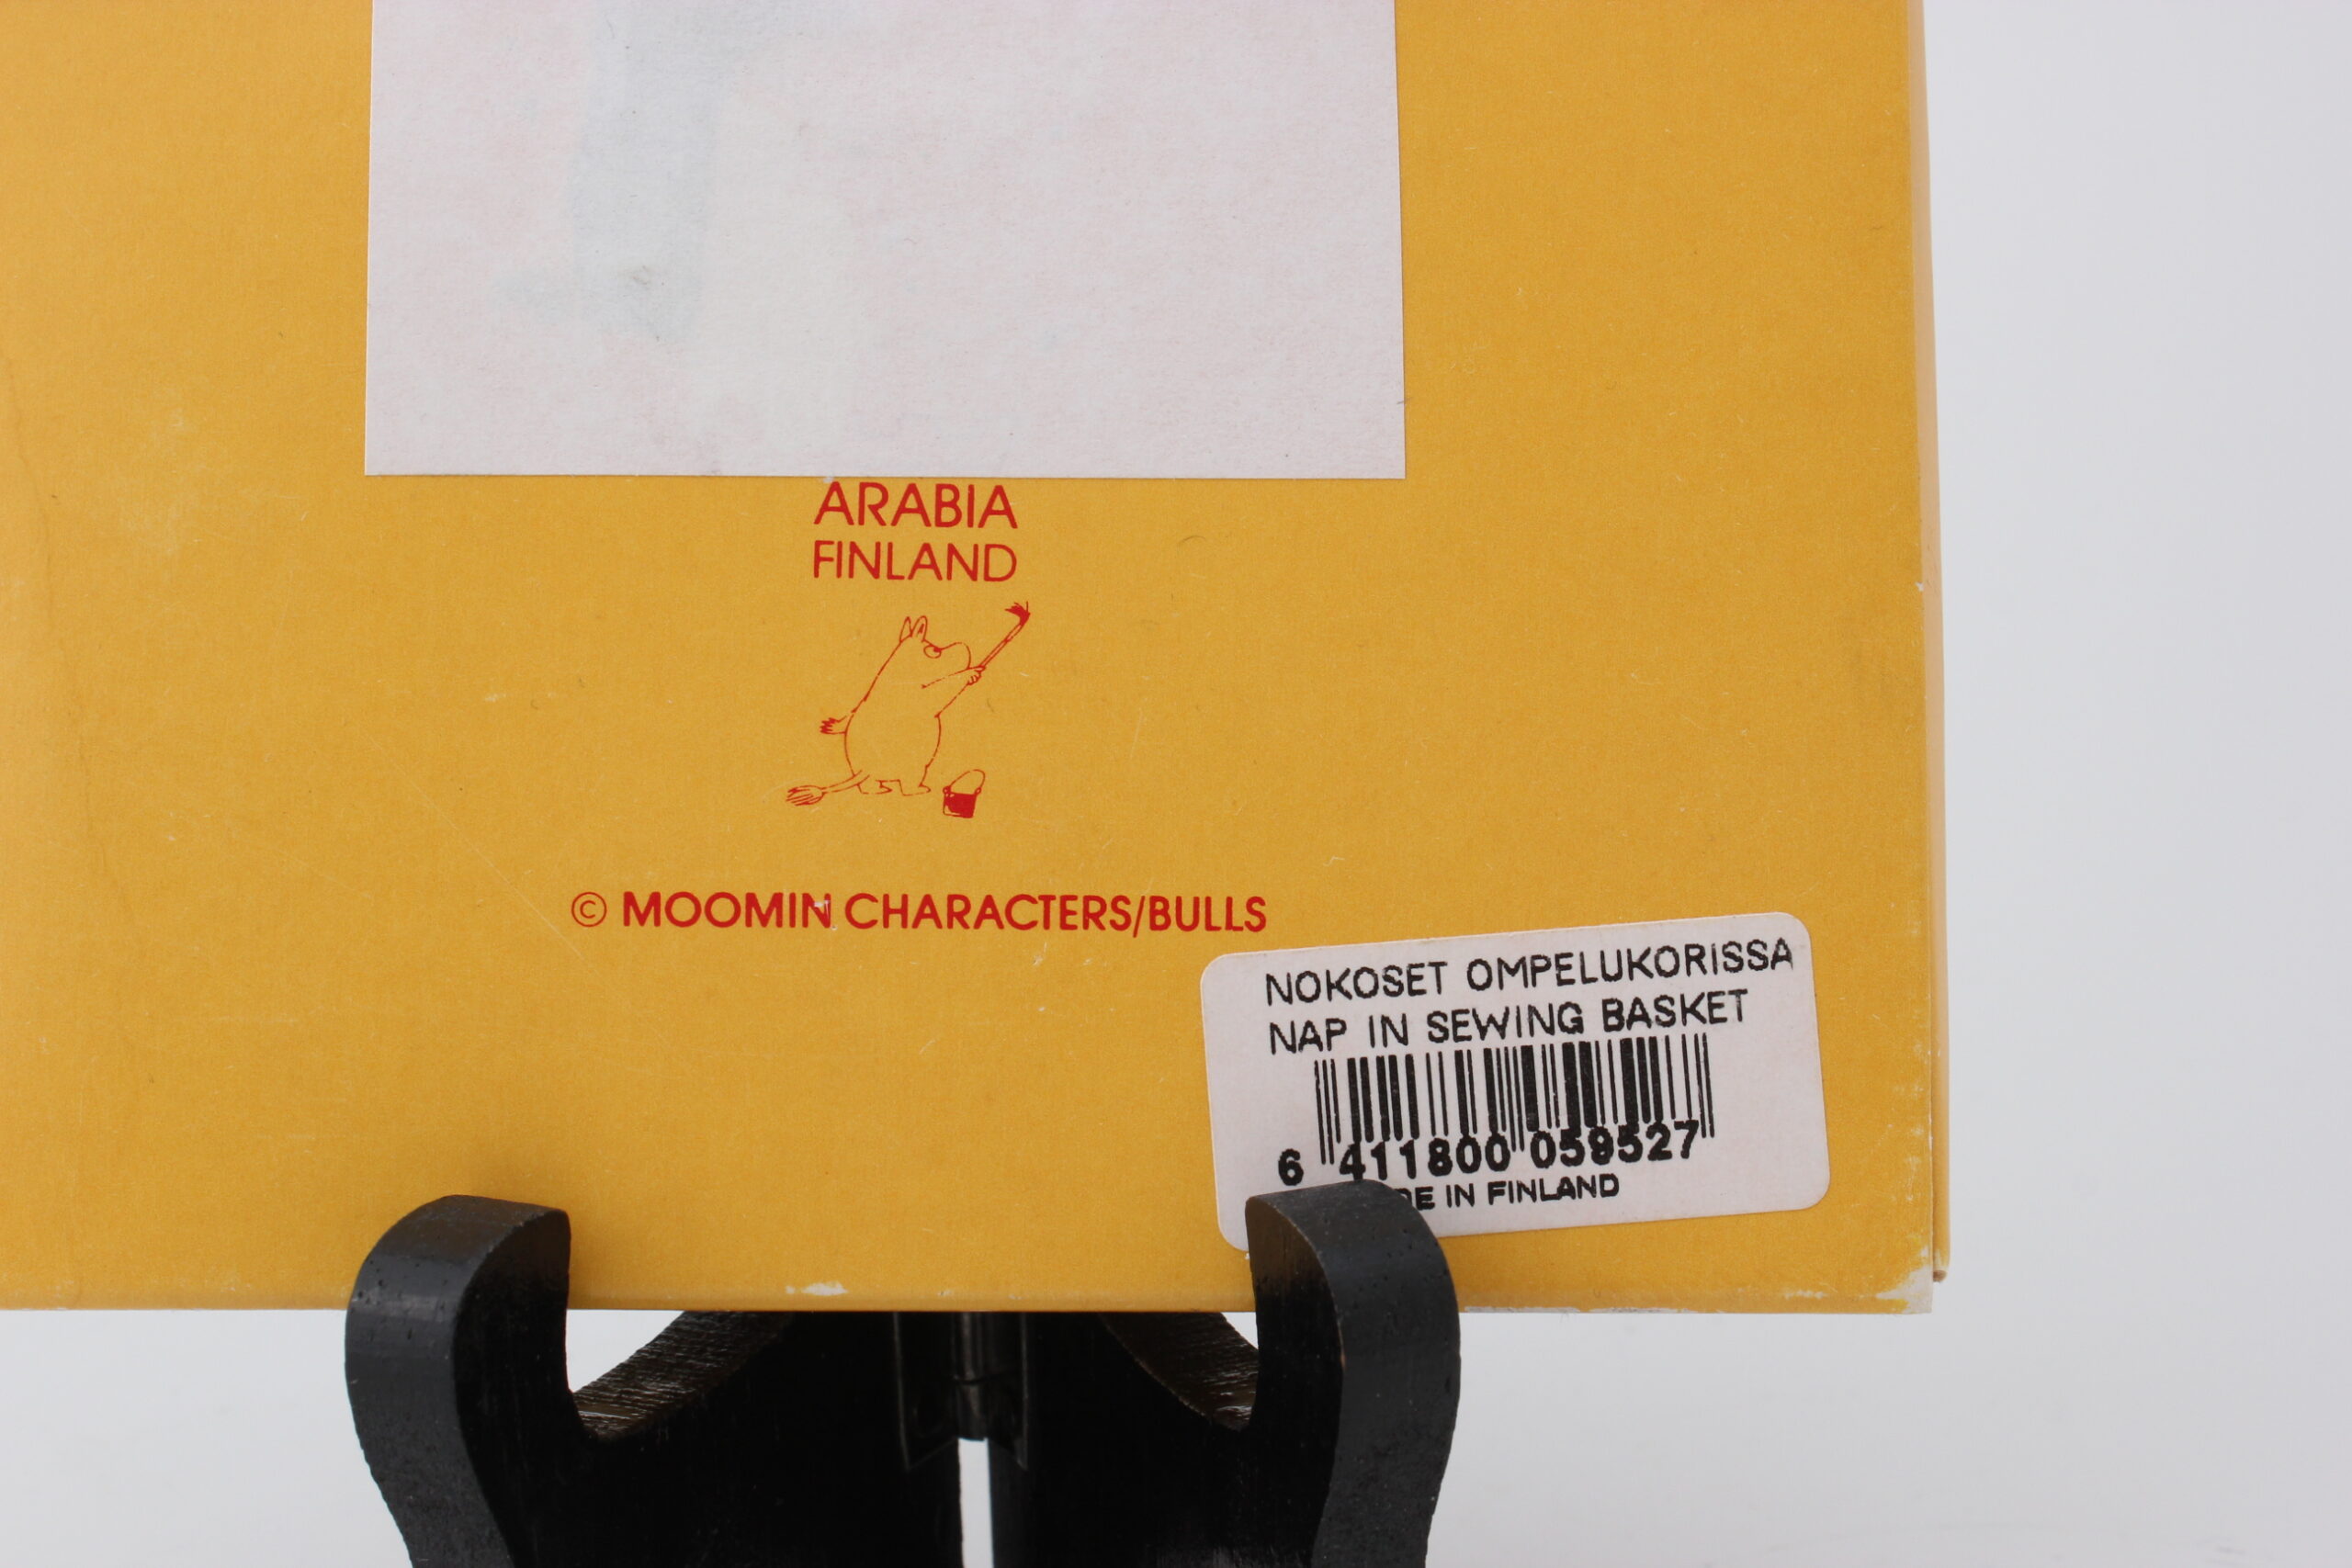 ARABIA
FINLAND
© MOOMIN CHARACTERS/BULLS
NOKOSET OMPELUKORISSA
NAP IN SEWING BASKET
6 411800 059527
IN FINLAND